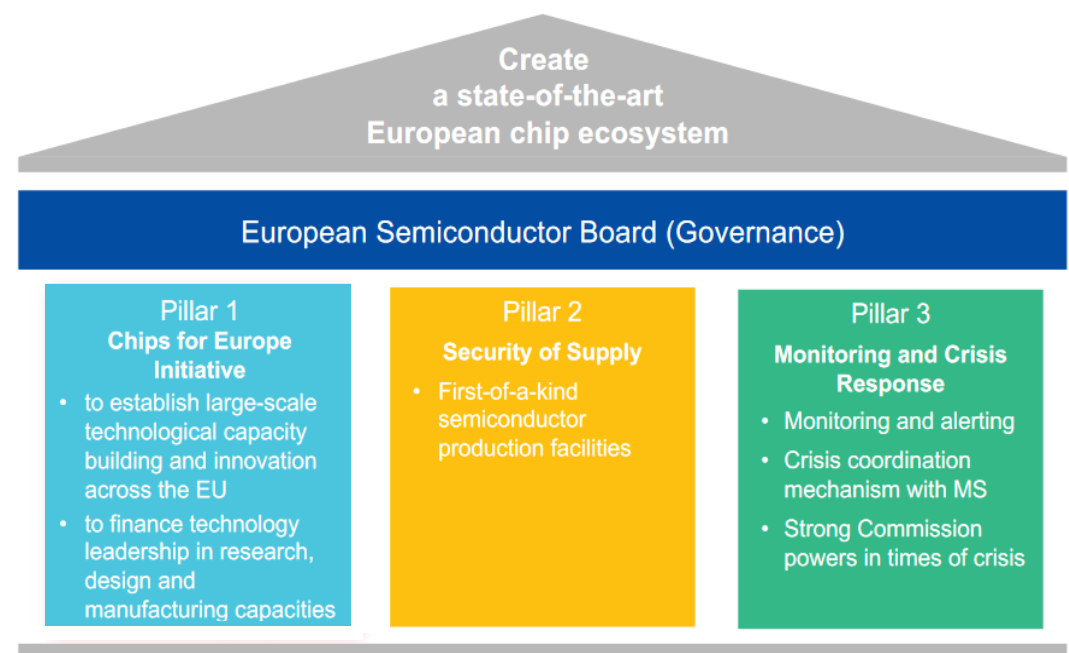 Create
a state-of-the-art
European chip ecosystem
European Semiconductor Board (Governance)
Pillar 1
Chips for Europe
Initiative
• to establish large-scale
technological capacity
building and innovation
across the EU
• to finance technology
leadership in research,
design and
manufacturing capacities
Pillar 2
Security of Supply
• First-of-a-kind
semiconductor
production facilities
Pillar 3
Monitoring and Crisis
Response
• Monitoring and alerting
• Crisis coordination
mechanism with MS
• Strong Commission
powers in times of crisis